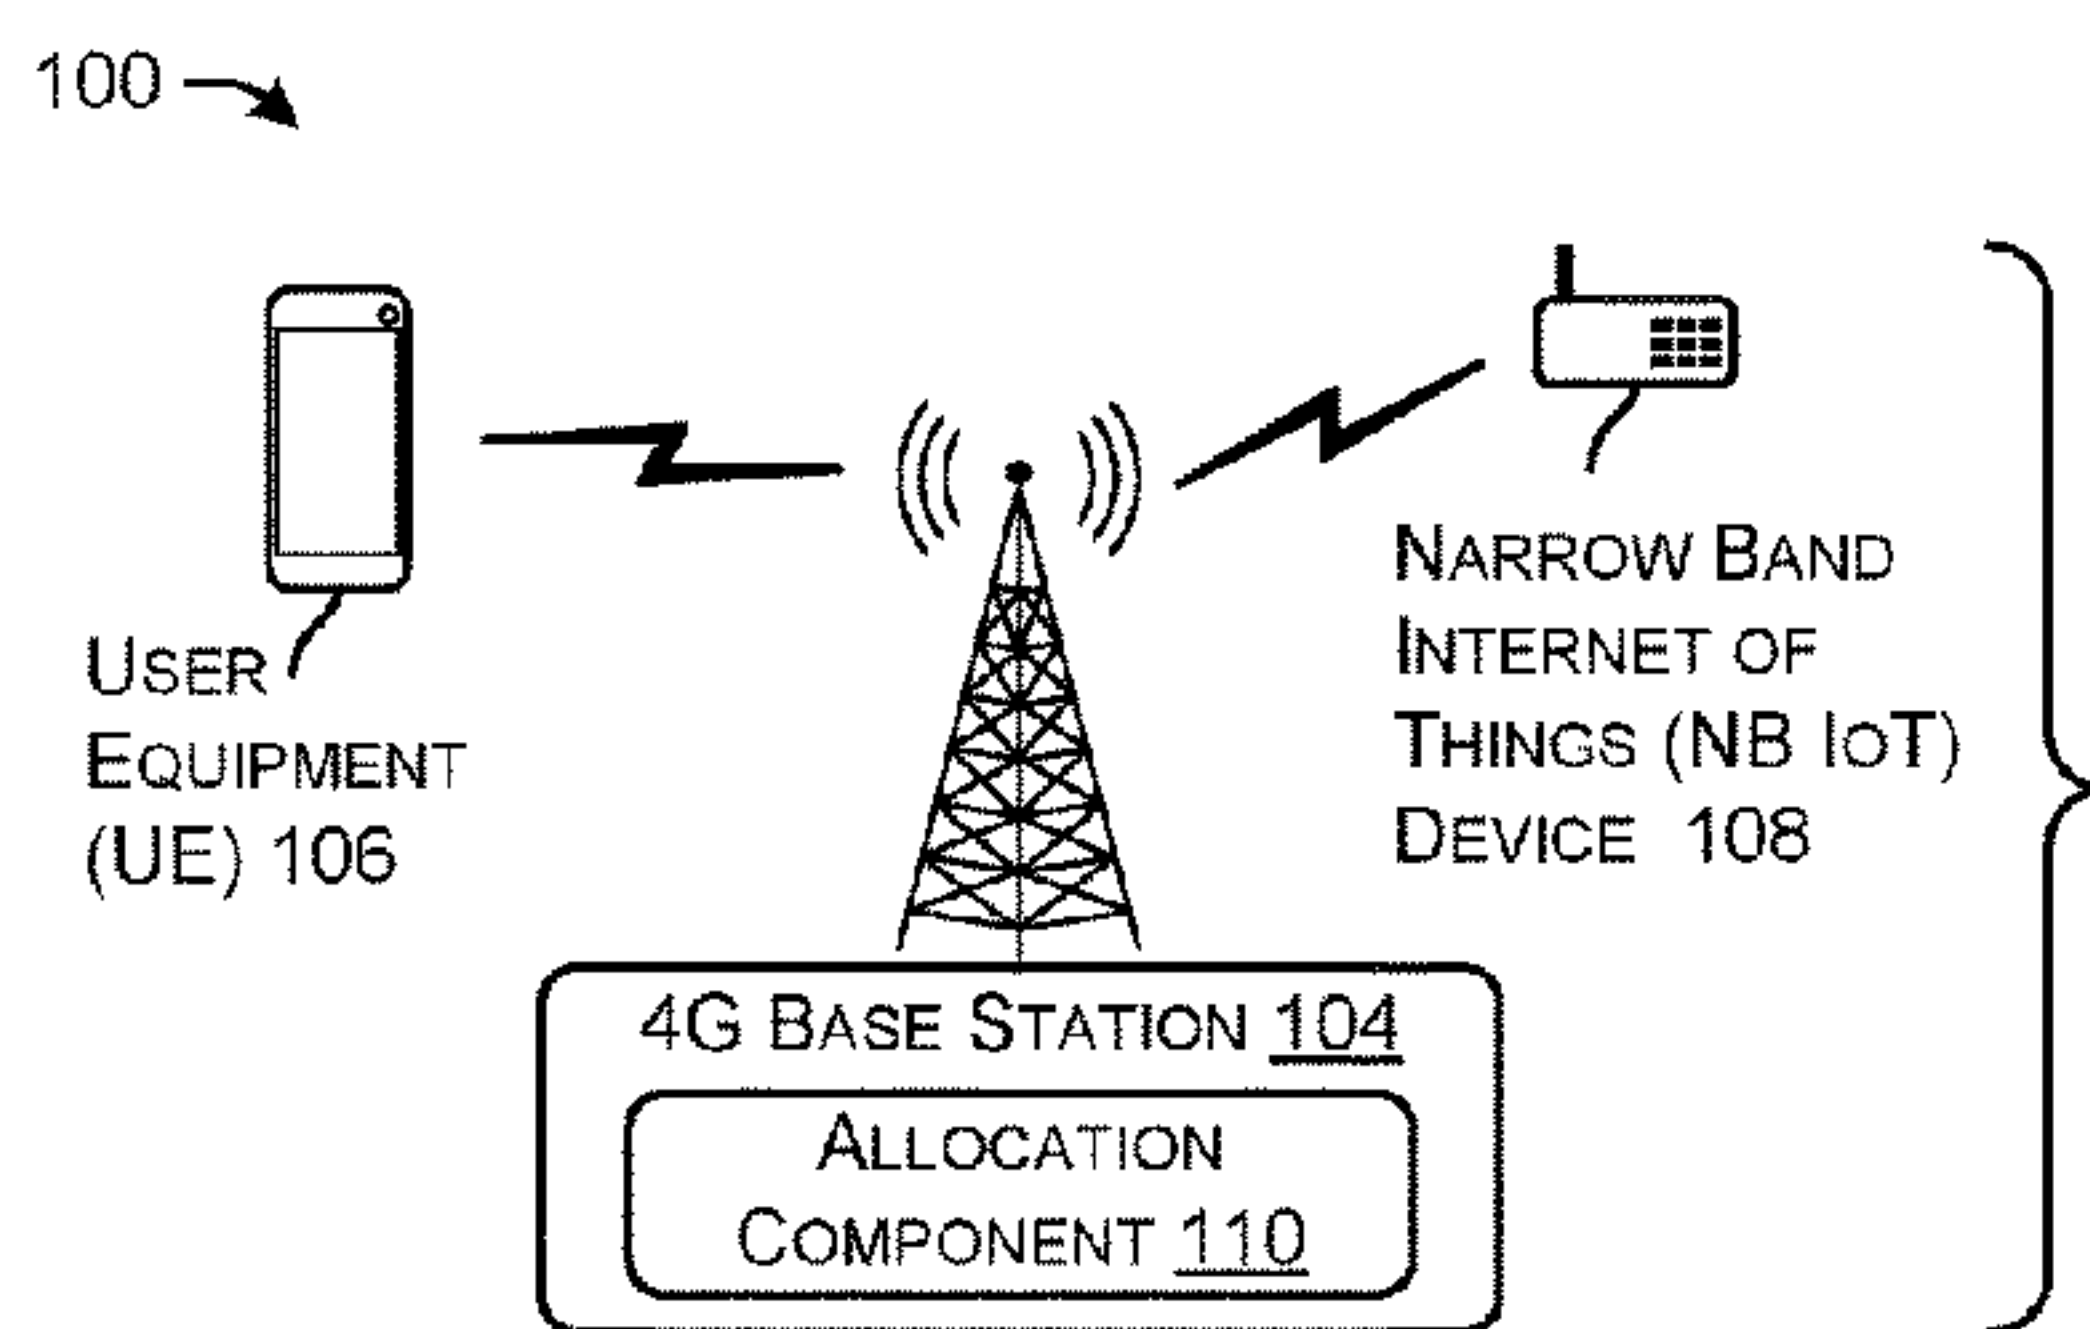 100
USER
EQUIPMENT
(UE) 106
NARROW BAND
INTERNET OF
THINGS (NB IOT)
DEVICE 108
4G BASE STATION 104
ALLOCATION
COMPONENT 110